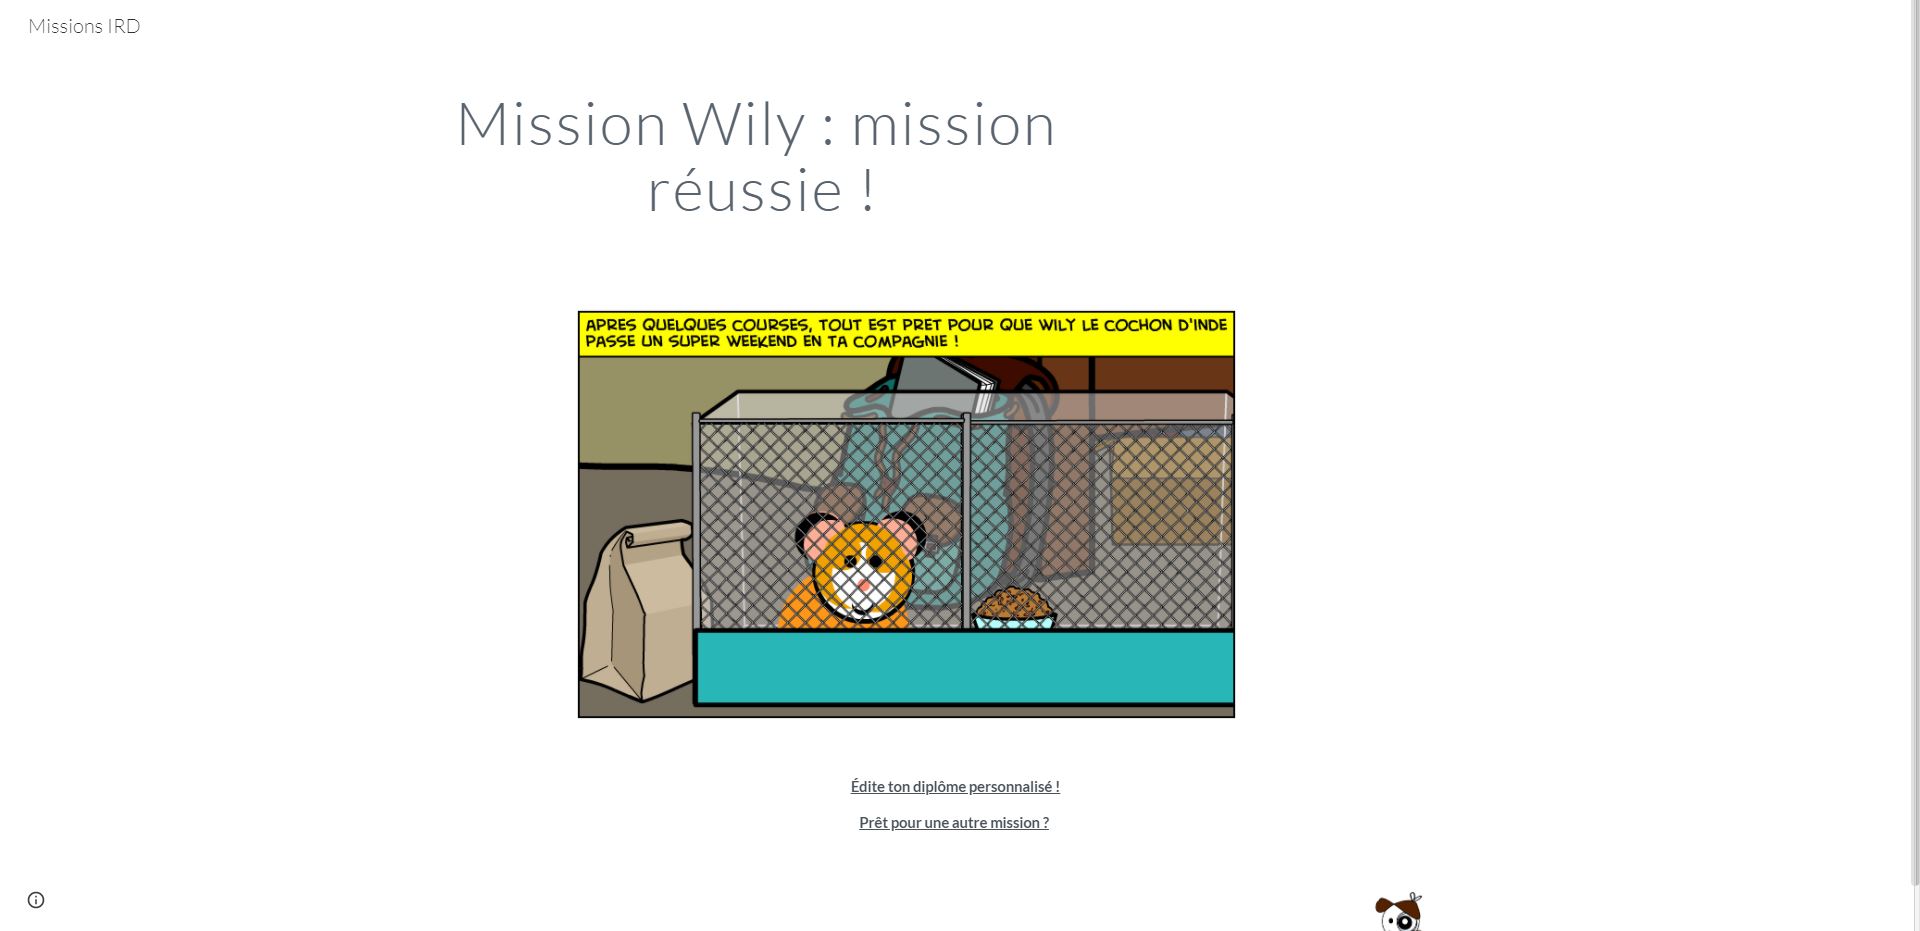 Missions IRD
Mission Wily : mission
réussie !
APRES QUELQUES COURSES, TOUT EST PRET POUR QUE WILY LE COCHON D'INDE
PASSE UN SUPER WEEKEND EN TA COMPAGNIE !
Édite ton diplôme personnalisé !
Prêt pour une autre mission ?